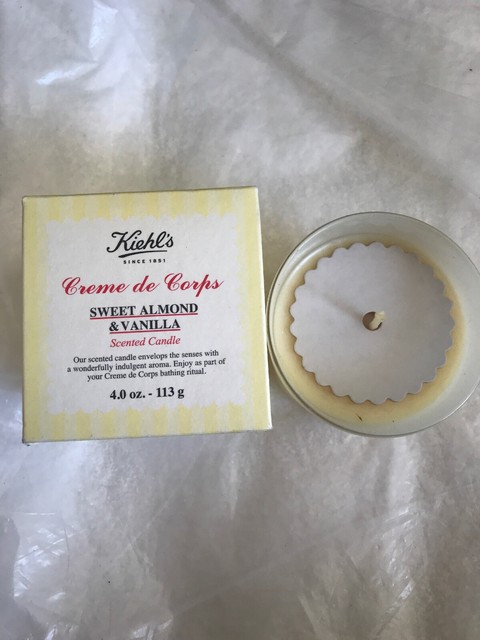 Kiehl's
SINCE 1851
Creme de Corps
SWEET ALMOND
& VANILLA
Scented Candle
Our scented candle envelops the senses with
a wonderfully indulgent aroma. Enjoy as part of
your Creme de Corps bathing ritual.
4.0 oz. - 113 g